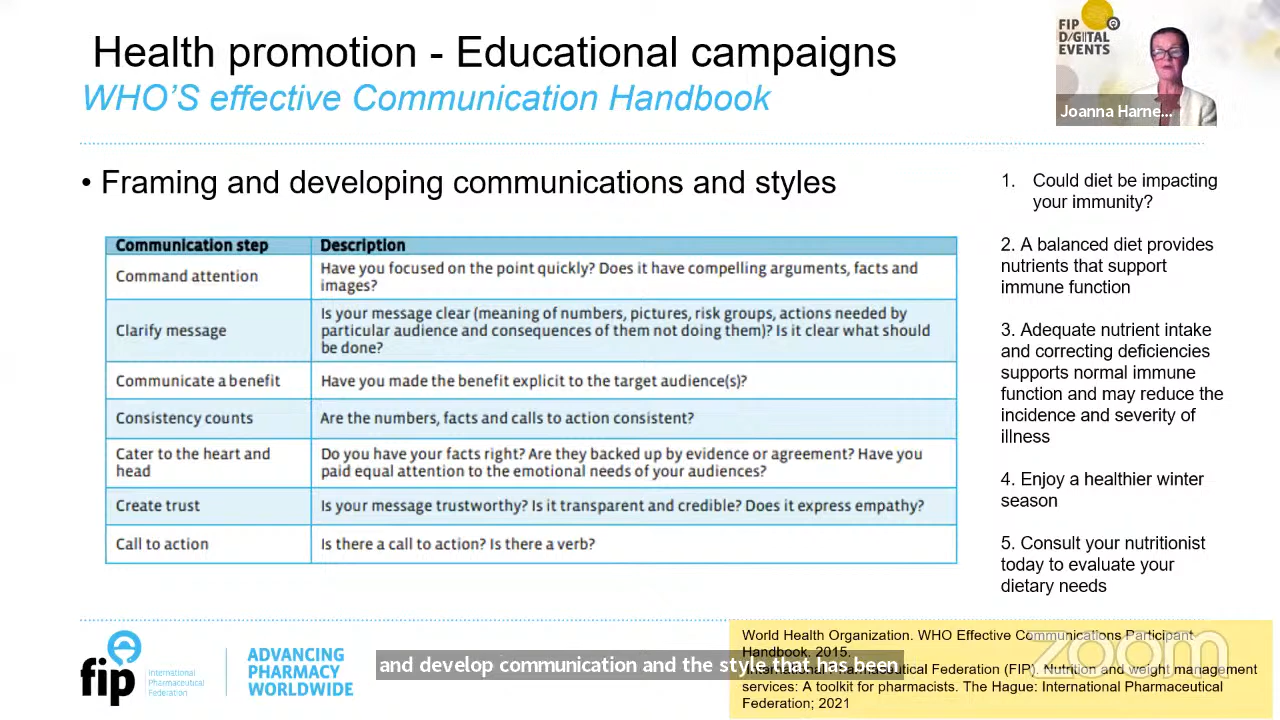 Health promotion - Educational campaigns
WHO'S effective Communication Handbook
FIP
DIGITAL
EVENTS
Joanna Harne...
• Framing and developing communications and styles
Communication step Description
Command attention Have you focused on the point quickly? Does it have compelling arguments, facts and
images?
Clarify message Is your message clear (meaning of numbers, pictures, risk groups, actions needed by
particular audience and consequences of them not doing them)? Is it clear what should
be done?
Communicate a benefit Have you made the benefit explicit to the target audience(s)?
Consistency counts Are the numbers, facts and calls to action consistent?
Cater to the heart and Do you have your facts right? Are they backed up by evidence or agreement? Have you
head paid equal attention to the emotional needs of your audiences?
Create trust Is your message trustworthy? Is it transparent and credible? Does it express empathy?
Call to action Is there a call to action? Is there a verb?
1. Could diet be impacting
your immunity?
2. A balanced diet provides
nutrients that support
immune function
3. Adequate nutrient intake
and correcting deficiencies
supports normal immune
function and may reduce the
incidence and severity of
illness
4. Enjoy a healthier winter
season
5. Consult your nutritionist
today to evaluate your
dietary needs
fip
International
Pharmaceutical
Federation
ADVANCING
PHARMACY
WORLDWIDE
and develop communication and the style that has been
World Health Organization. WHO Effective Communications Participant
Handbook, 2015.
International Pharmaceutical Federation (FIP). Nutrition and weight management
services: A toolkit for pharmacists. The Hague: International Pharmaceutical
Federation; 2021
zoom